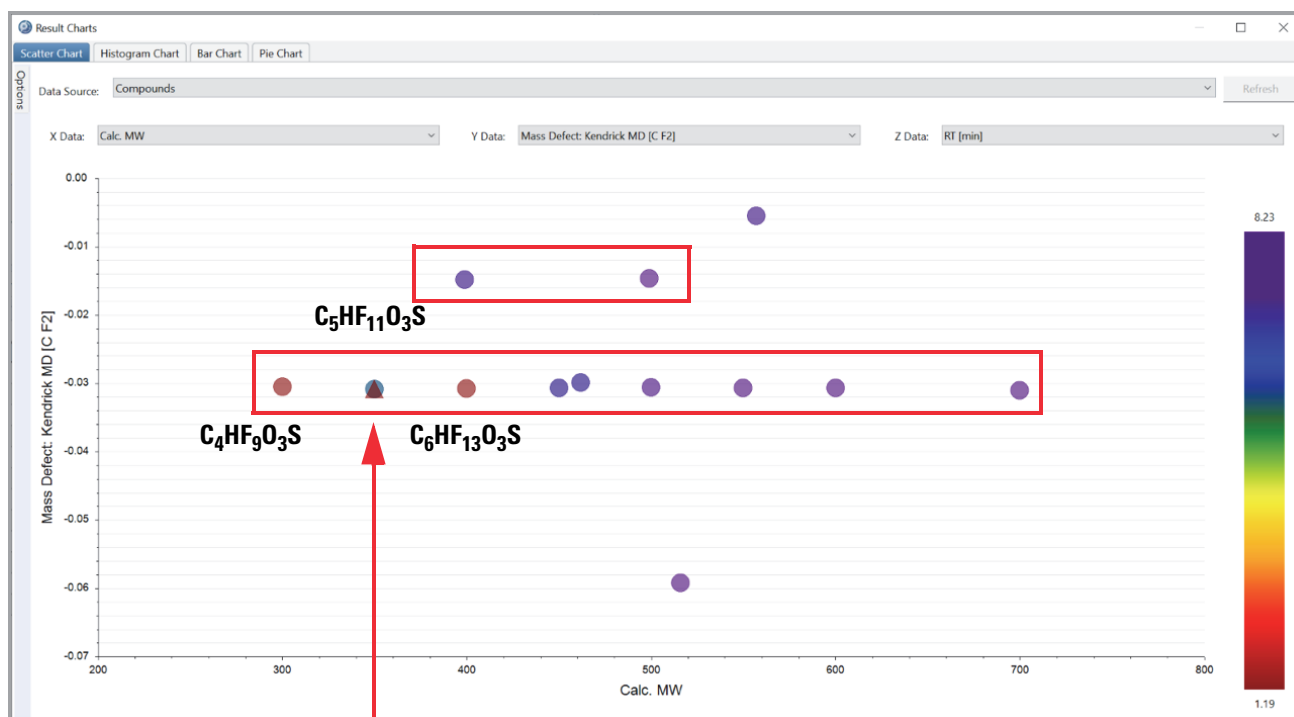 Result Charts
Scatter Chart Histogram Chart Bar Chart Pie Chart
Options
Data Source: Compounds Refresh
X Data: Calc. MW Y Data: Mass Defect: Kendrick MD [C F2] Z Data: RT [min]
0.00
8.23
-0.01
C₅HF₁₁O₃S
-0.02
-0.03
C₄HF₉O₃S C₆HF₁₃O₃S
-0.04
-0.05
-0.06
-0.07
Mass Defect: Kendrick MD [C F2]
200 300 400 500 600 700 800
Calc. MW
1.19